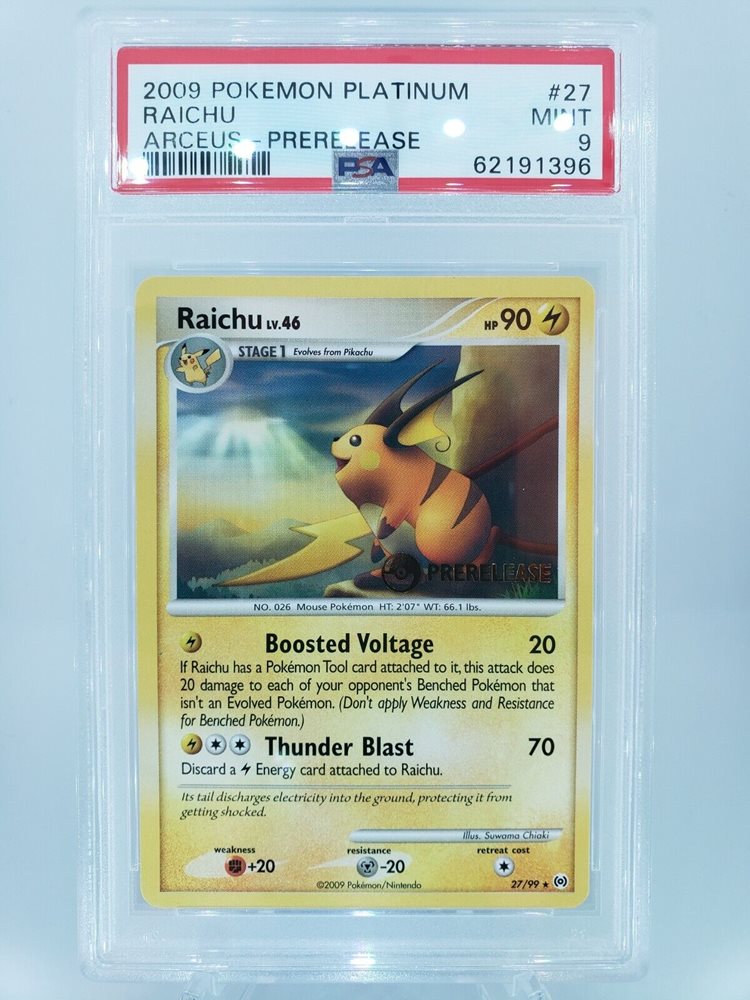 2009 POKEMON PLATINUM #27
RAICHU MINT
ARCEUS - PRERELEASE 9
PSA 62191396
Raichu LV.46 HP 90
STAGE 1 Evolves from Pikachu
PRERELEASE
NO. 026 Mouse Pokémon HT: 2'07" WT: 66.1 lbs.
Boosted Voltage 20
If Raichu has a Pokémon Tool card attached to it, this attack does
20 damage to each of your opponent's Benched Pokémon that
isn't an Evolved Pokémon. (Don't apply Weakness and Resistance
for Benched Pokémon.)
Thunder Blast 70
Discard a Energy card attached to Raichu.
Its tail discharges electricity into the ground, protecting it from
getting shocked.
Illus. Suwama Chiaki
weakness resistance retreat cost
+20 -20
©2009 Pokémon/Nintendo 27/99 ★